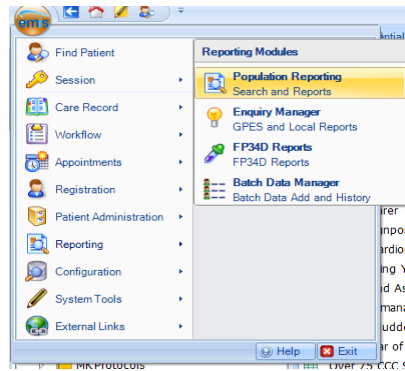 emis
ential
Find Patient
Session
Care Record
Workflow
Appointments
Registration
Patient Administration
Reporting
Configuration
System Tools
External Links
Reporting Modules
Population Reporting
Search and Reports
Enquiry Manager
GPES and Local Reports
FP34D Reports
FP34D Reports
Batch Data Manager
Batch Data Add and History
Help
Exit
MKProtocols
Over 75 CCC